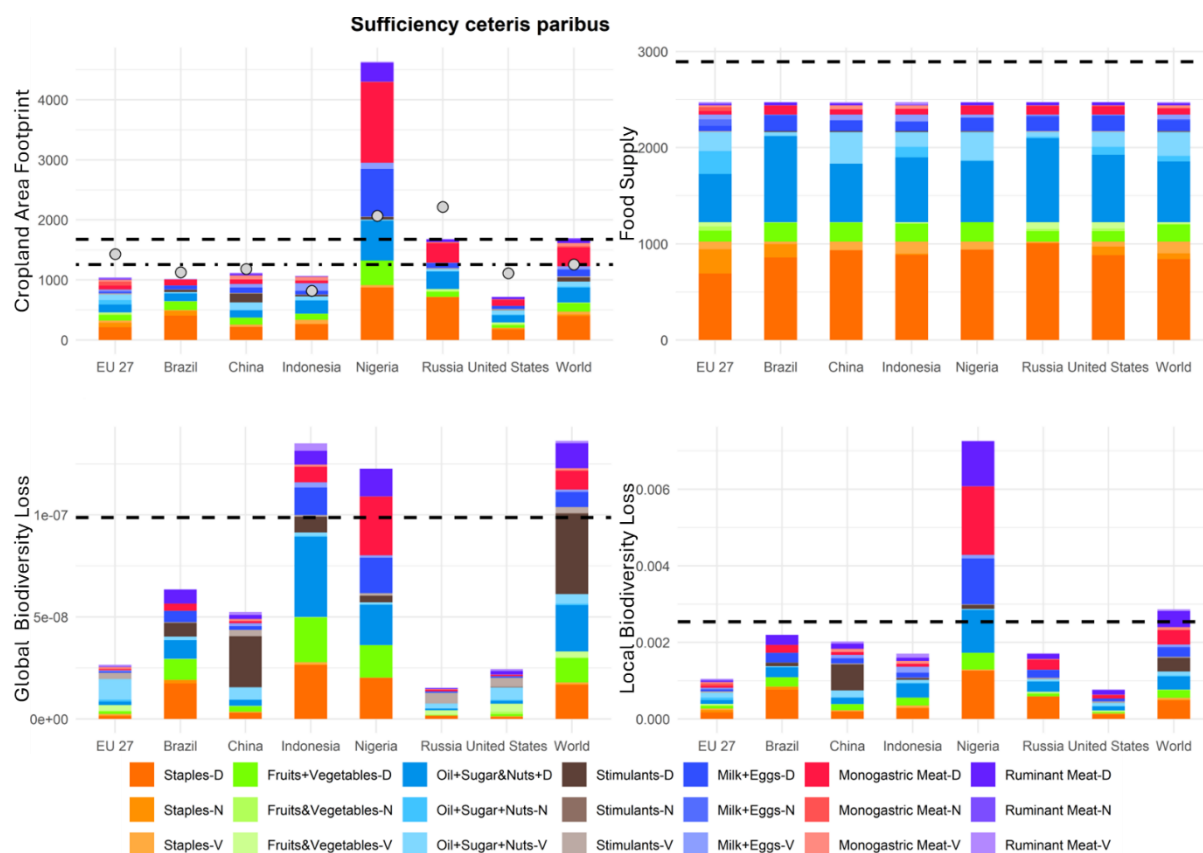 Sufficiency ceteris paribus
Cropland Area Footprint
4000
3000
2000
1000
0
EU 27 Brazil China Indonesia Nigeria Russia United States World
Food Supply
3000
2000
1000
0
EU 27 Brazil China Indonesia Nigeria Russia United States World
Global Biodiversity Loss
1e-07
5e-08
0e+00
EU 27 Brazil China Indonesia Nigeria Russia United States World
Local Biodiversity Loss
0.006
0.004
0.002
0.000
EU 27 Brazil China Indonesia Nigeria Russia United States World
Staples-D Fruits+Vegetables-D Oil+Sugar&Nuts+D Stimulants-D Milk+Eggs-D Monogastric Meat-D Ruminant Meat-D
Staples-N Fruits&Vegetables-N Oil+Sugar+Nuts-N Stimulants-N Milk+Eggs-N Monogastric Meat-N Ruminant Meat-N
Staples-V Fruits&Vegetables-V Oil+Sugar+Nuts-V Stimulants-V Milk+Eggs-V Monogastric Meat-V Ruminant Meat-V